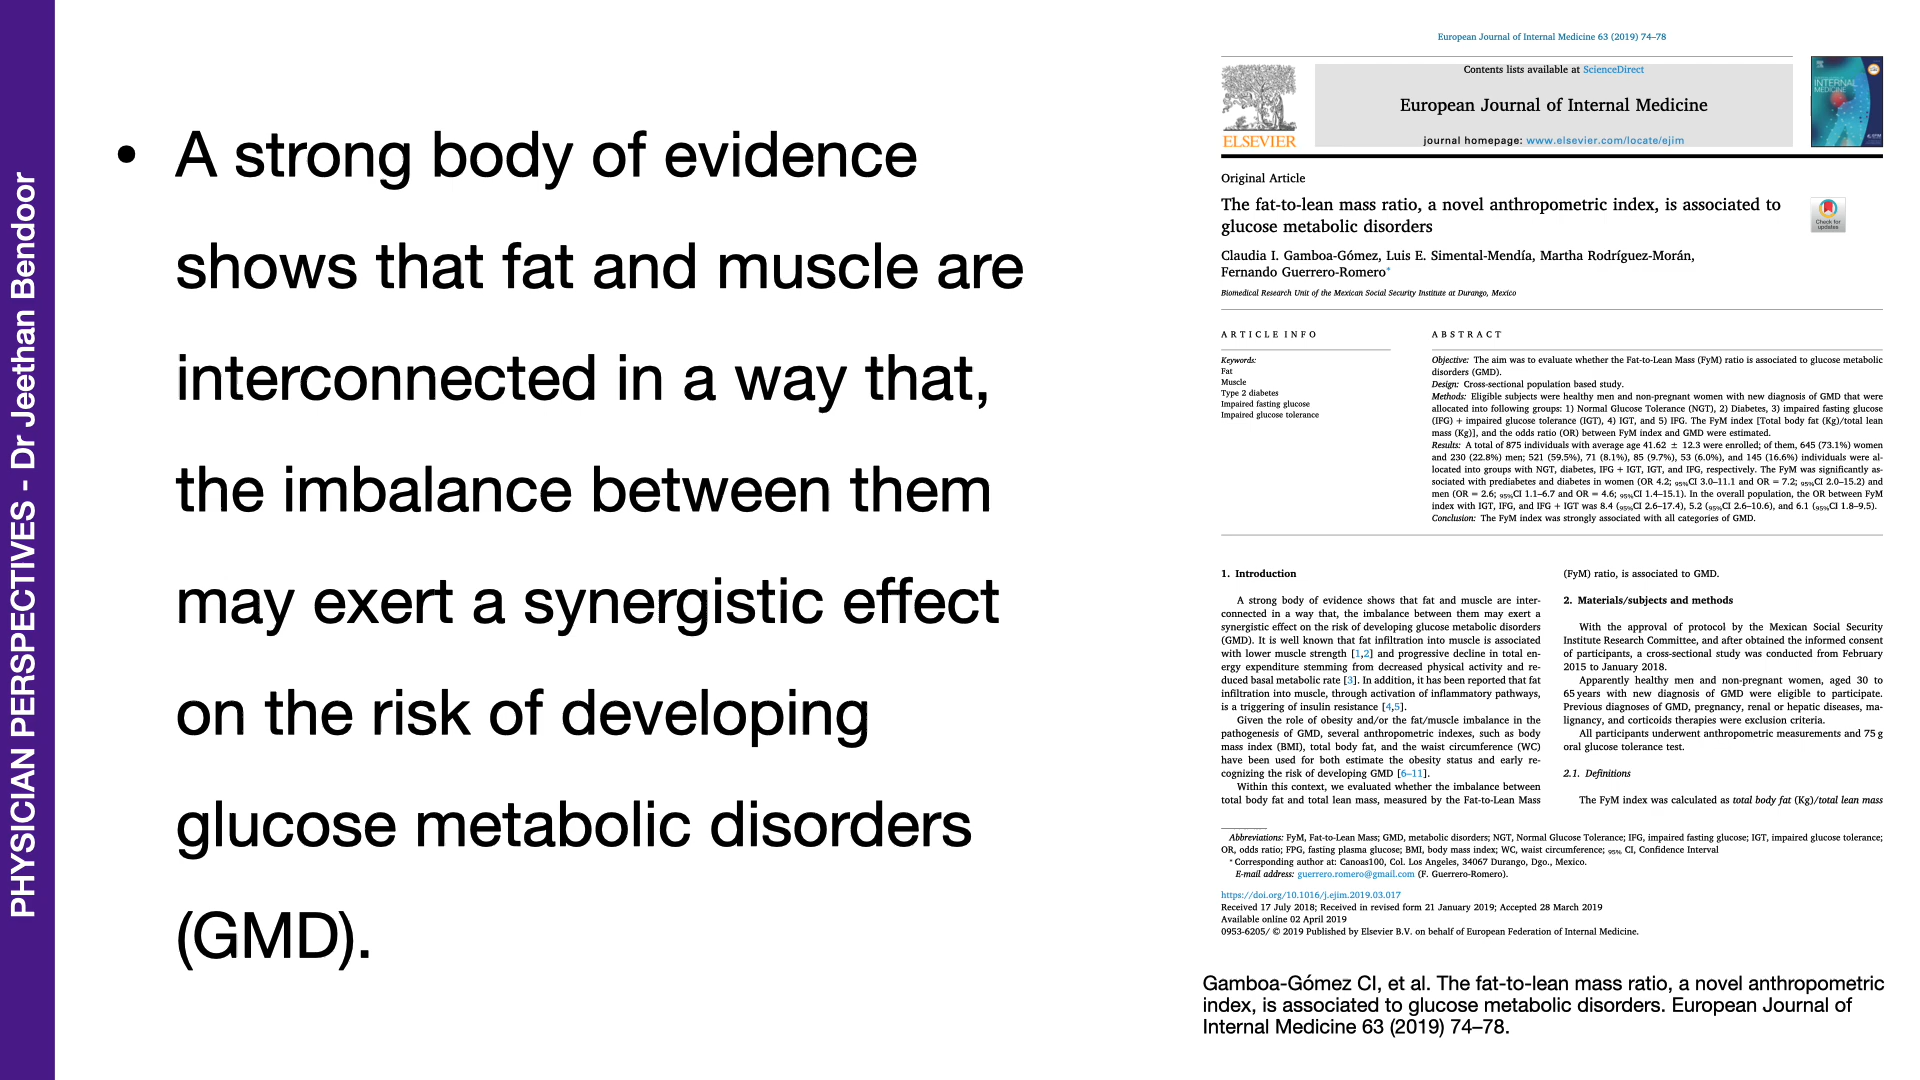 PHYSICIAN PERSPECTIVES - Dr Jeethan Bendoor
• A strong body of evidence
shows that fat and muscle are
interconnected in a way that,
the imbalance between them
may exert a synergistic effect
on the risk of developing
glucose metabolic disorders
(GMD).
European Journal of Internal Medicine 63 (2019) 74–78
Contents lists available at ScienceDirect
European Journal of Internal Medicine
journal homepage: www.elsevier.com/locate/ejim
ELSEVIER
INTERNAL
MEDICINE
Original Article
The fat-to-lean mass ratio, a novel anthropometric index, is associated to
glucose metabolic disorders
Check for
updates
Claudia I. Gamboa-Gómez, Luis E. Simental-Mendía, Martha Rodríguez-Morán,
Fernando Guerrero-Romero*
Biomedical Research Unit of the Mexican Social Security Institute at Durango, Mexico
ARTICLE INFO
Keywords:
Fat
Muscle
Type 2 diabetes
Impaired fasting glucose
Impaired glucose tolerance
ABSTRACT
Objective: The aim was to evaluate whether the Fat-to-Lean Mass (FyM) ratio is associated to glucose metabolic
disorders (GMD).
Design: Cross-sectional population based study.
Methods: Eligible subjects were healthy men and non-pregnant women with new diagnosis of GMD that were
allocated into following groups: 1) Normal Glucose Tolerance (NGT), 2) Diabetes, 3) impaired fasting glucose
(IFG) + impaired glucose tolerance (IGT), 4) IGT, and 5) IFG. The FyM index [Total body fat (Kg)/total lean
mass (Kg)], and the odds ratio (OR) between FyM index and GMD were estimated.
Results: A total of 875 individuals with average age 41.62 ± 12.3 were enrolled; of them, 645 (73.1%) women
and 230 (22.8%) men; 521 (59.5%), 71 (8.1%), 85 (9.7%), 53 (6.0%), and 145 (16.6%) individuals were al-
located into groups with NGT, diabetes, IFG + IGT, IGT, and IFG, respectively. The FyM was significantly as-
sociated with prediabetes and diabetes in women (OR 4.2; 95%CI 3.0–11.1 and OR = 7.2; 95%CI 2.0–15.2) and
men (OR = 2.6; 95%CI 1.1–6.7 and OR = 4.6; 95%CI 1.4–15.1). In the overall population, the OR between FyM
index with IGT, IFG, and IFG + IGT was 8.4 (95%CI 2.6–17.4), 5.2 (95%CI 2.6–10.6), and 6.1 (95%CI 1.8–9.5).
Conclusion: The FyM index was strongly associated with all categories of GMD.
1. Introduction
A strong body of evidence shows that fat and muscle are inter-
connected in a way that, the imbalance between them may exert a
synergistic effect on the risk of developing glucose metabolic disorders
(GMD). It is well known that fat infiltration into muscle is associated
with lower muscle strength [1,2] and progressive decline in total en-
ergy expenditure stemming from decreased physical activity and re-
duced basal metabolic rate [3]. In addition, it has been reported that fat
infiltration into muscle, through activation of inflammatory pathways,
is a triggering of insulin resistance [4,5].
Given the role of obesity and/or the fat/muscle imbalance in the
pathogenesis of GMD, several anthropometric indexes, such as body
mass index (BMI), total body fat, and the waist circumference (WC)
have been used for both estimate the obesity status and early re-
cognizing the risk of developing GMD [6–11].
Within this context, we evaluated whether the imbalance between
total body fat and total lean mass, measured by the Fat-to-Lean Mass
(FyM) ratio, is associated to GMD.
2. Materials/subjects and methods
With the approval of protocol by the Mexican Social Security
Institute Research Committee, and after obtained the informed consent
of participants, a cross-sectional study was conducted from February
2015 to January 2018.
Apparently healthy men and non-pregnant women, aged 30 to
65 years with new diagnosis of GMD were eligible to participate.
Previous diagnoses of GMD, pregnancy, renal or hepatic diseases, ma-
lignancy, and corticoids therapies were exclusion criteria.
All participants underwent anthropometric measurements and 75 g
oral glucose tolerance test.
2.1. Definitions
The FyM index was calculated as total body fat (Kg)/total lean mass
Abbreviations: FyM, Fat-to-Lean Mass; GMD, metabolic disorders; NGT, Normal Glucose Tolerance; IFG, impaired fasting glucose; IGT, impaired glucose tolerance;
OR, odds ratio; FPG, fasting plasma glucose; BMI, body mass index; WC, waist circumference; 95% CI, Confidence Interval
* Corresponding author at: Canoas100, Col. Los Angeles, 34067 Durango, Dgo., Mexico.
E-mail address: guerrero.romero@gmail.com (F. Guerrero-Romero).
https://doi.org/10.1016/j.ejim.2019.03.017
Received 17 July 2018; Received in revised form 21 January 2019; Accepted 28 March 2019
Available online 02 April 2019
0953-6205/ © 2019 Published by Elsevier B.V. on behalf of European Federation of Internal Medicine.
Gamboa-Gómez CI, et al. The fat-to-lean mass ratio, a novel anthropometric
index, is associated to glucose metabolic disorders. European Journal of
Internal Medicine 63 (2019) 74–78.